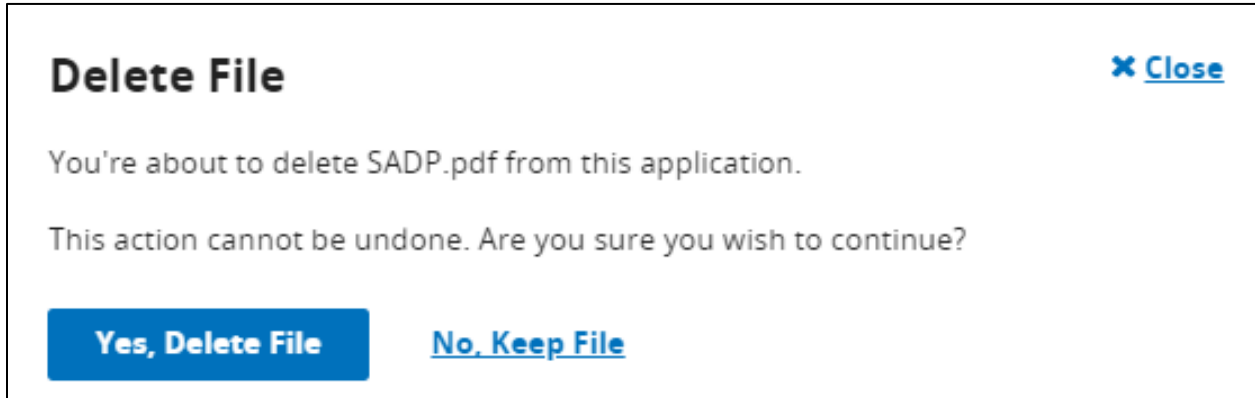 Delete File
✖ Close
You're about to delete SADP.pdf from this application.
This action cannot be undone. Are you sure you wish to continue?
Yes, Delete File
No, Keep File